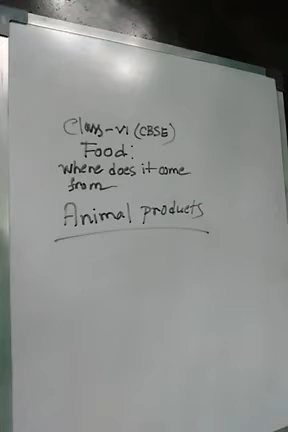 Class-VI (CBSE)
Food:
where does it come
from
Animal products